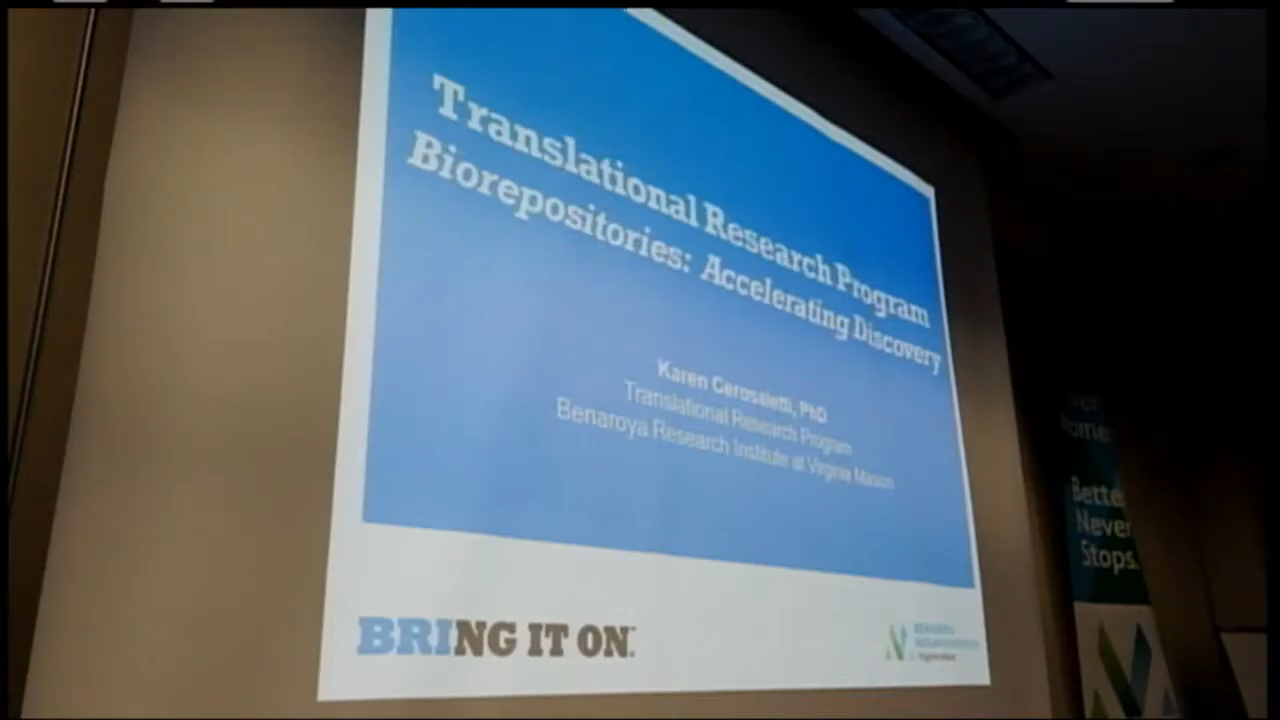 Translational Research Program
Biorepositories: Accelerating Discovery
Karen Cerosaletti, PhD
Translational Research Program
Benaroya Research Institute at Virginia Mason
BRING IT ON.
Better
Never
Stops.